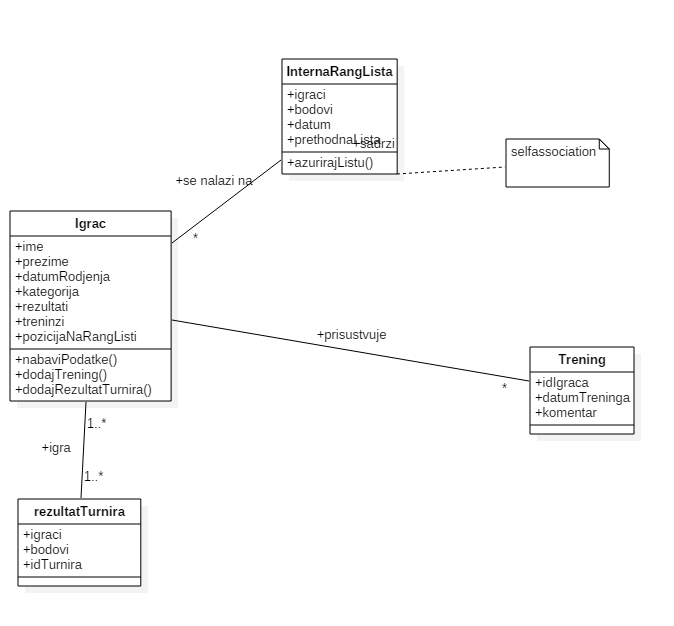 InternaRangLista
+igraci
+bodovi
+datum
+prethodnaLista
+sadrzi
+azurirajListu()
selfassociation
+se nalazi na
*
Igrac
+ime
+prezime
+datumRodjenja
+kategorija
+rezultati
+treninzi
+pozicijaNaRangListi
+nabaviPodatke()
+dodajTrening()
+dodajRezultatTurnira()
+prisustvuje
*
Trening
+idIgraca
+datumTreninga
+komentar
1..*
+igra
1..*
rezultatTurnira
+igraci
+bodovi
+idTurnira